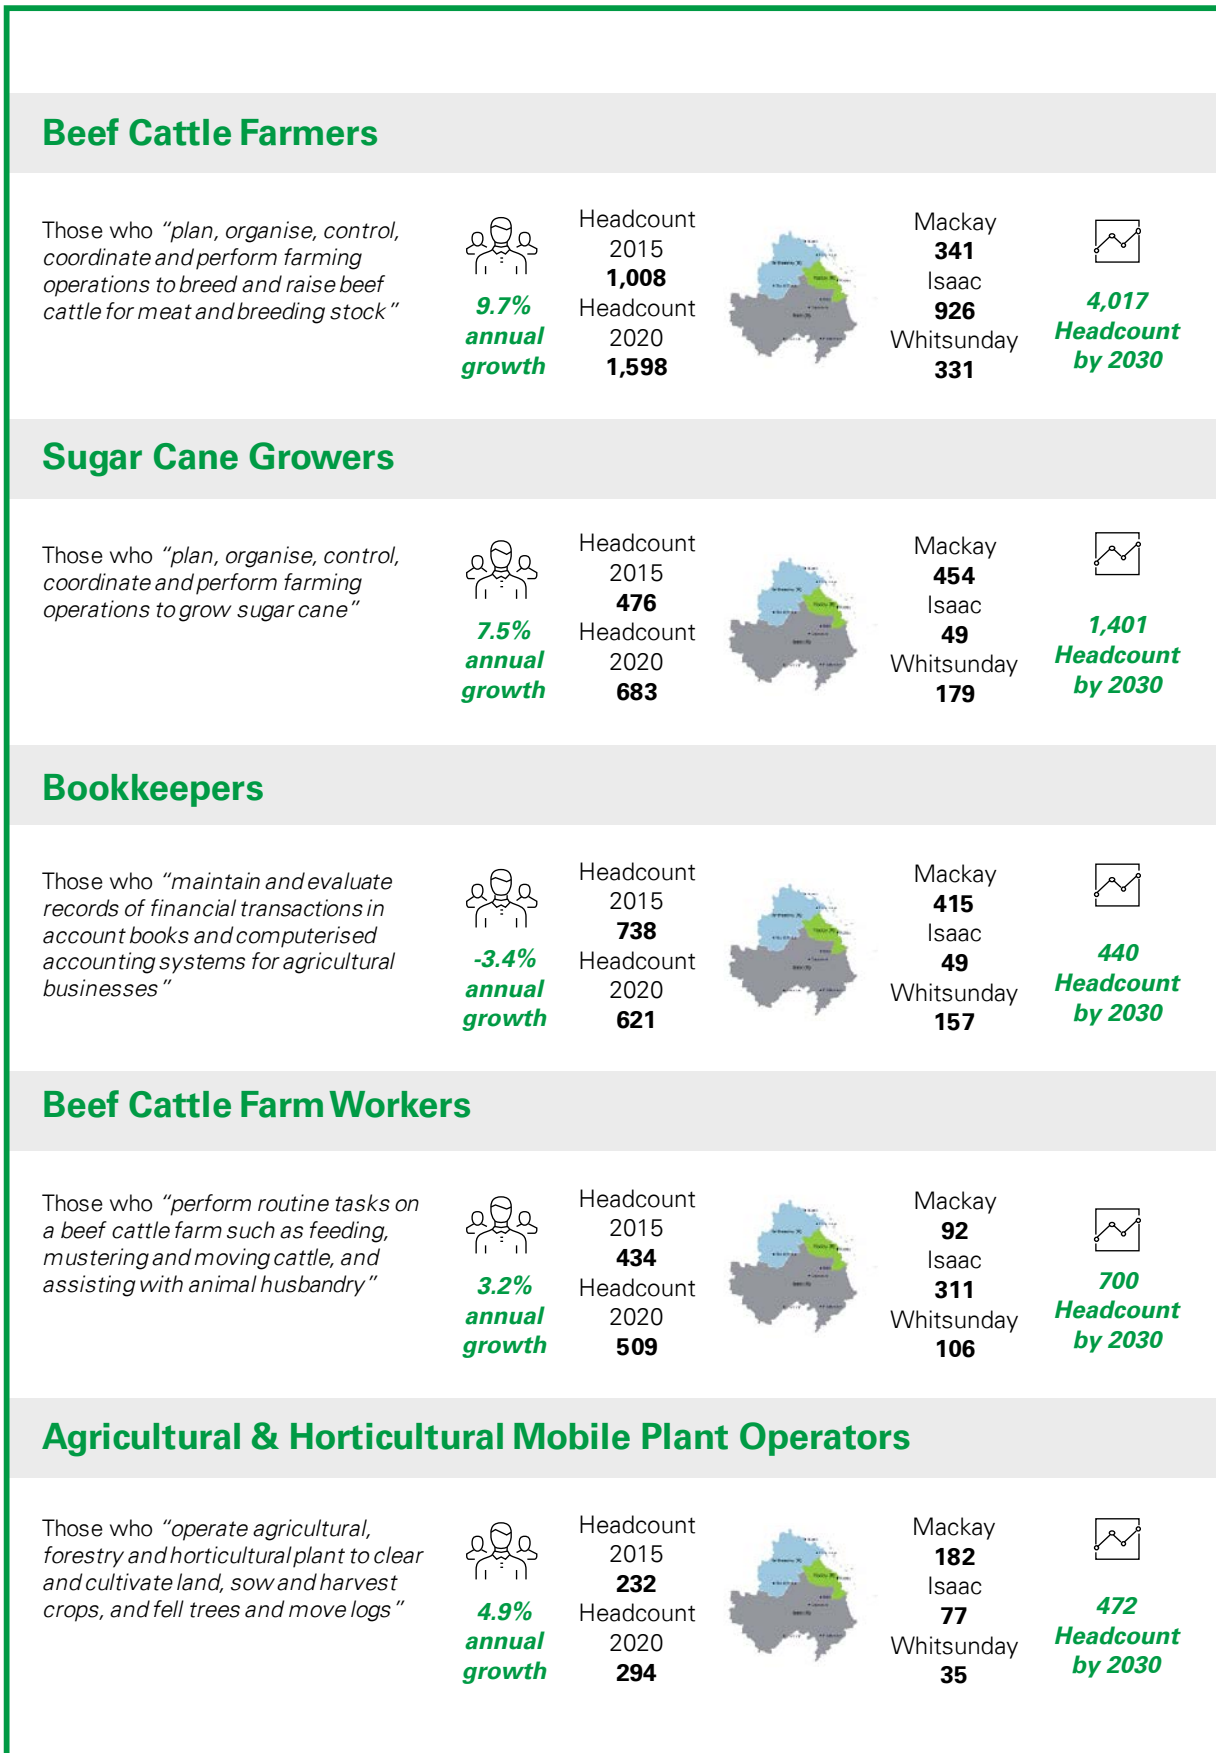 Beef Cattle Farmers
Those who “plan, organise, control,
coordinate and perform farming
operations to breed and raise beef
cattle for meat and breeding stock”
9.7%
annual
growth
Headcount
2015
1,008
Headcount
2020
1,598
Mackay
341
Isaac
926
Whitsunday
331
4,017
Headcount
by 2030
Sugar Cane Growers
Those who “plan, organise, control,
coordinate and perform farming
operations to grow sugar cane”
7.5%
annual
growth
Headcount
2015
476
Headcount
2020
683
Mackay
454
Isaac
49
Whitsunday
179
1,401
Headcount
by 2030
Bookkeepers
Those who “maintain and evaluate
records of financial transactions in
account books and computerised
accounting systems for agricultural
businesses”
-3.4%
annual
growth
Headcount
2015
738
Headcount
2020
621
Mackay
415
Isaac
49
Whitsunday
157
440
Headcount
by 2030
Beef Cattle Farm Workers
Those who “perform routine tasks on
a beef cattle farm such as feeding,
mustering and moving cattle, and
assisting with animal husbandry”
3.2%
annual
growth
Headcount
2015
434
Headcount
2020
509
Mackay
92
Isaac
311
Whitsunday
106
700
Headcount
by 2030
Agricultural & Horticultural Mobile Plant Operators
Those who “operate agricultural,
forestry and horticultural plant to clear
and cultivate land, sow and harvest
crops, and fell trees and move logs”
4.9%
annual
growth
Headcount
2015
232
Headcount
2020
294
Mackay
182
Isaac
77
Whitsunday
35
472
Headcount
by 2030